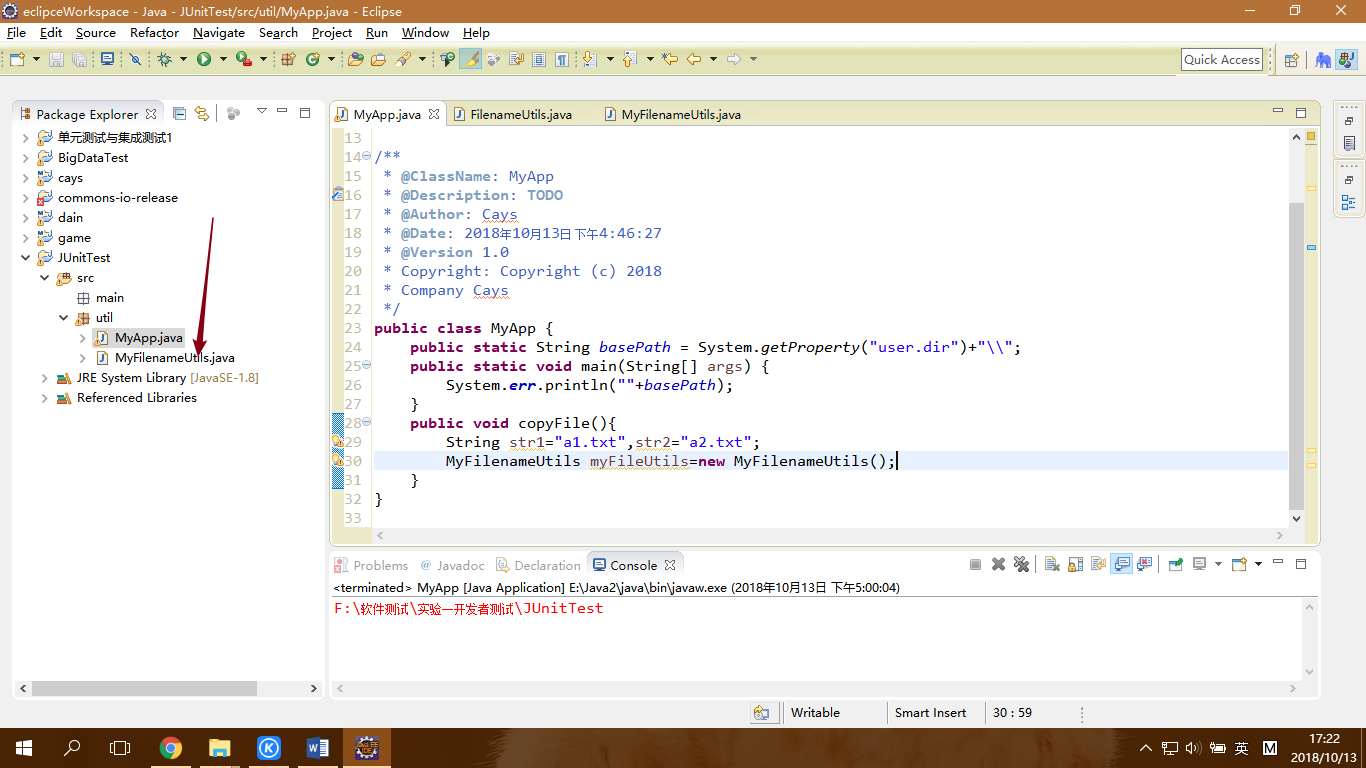 eclipceWorkspace - Java - JUnitTest/src/util/MyApp.java - Eclipse
File Edit Source Refactor Navigate Search Project Run Window Help
Quick Access
Package Explorer
单元测试与集成测试1
BigDataTest
cays
commons-io-release
dain
game
JUnitTest
src
main
util
MyApp.java
MyFilenameUtils.java
JRE System Library [JavaSE-1.8]
Referenced Libraries
MyApp.java FilenameUtils.java MyFilenameUtils.java
13
14 /**
15 * @ClassName: MyApp
16 * @Description: TODO
17 * @Author: Cays
18 * @Date: 2018年10月13日 下午4:46:27
19 * @Version 1.0
20 * Copyright: Copyright (c) 2018
21 * Company Cays
22 */
23 public class MyApp {
24 public static String basePath = System.getProperty("user.dir")+"\\";
25 public static void main(String[] args) {
26 System.err.println(""+basePath);
27 }
28 public void copyFile(){
29 String str1="a1.txt",str2="a2.txt";
30 MyFilenameUtils myFileUtils=new MyFilenameUtils();
31 }
32 }
33
Problems @ Javadoc Declaration Console
<terminated> MyApp [Java Application] E:\Java2\java\bin\javaw.exe (2018年10月13日 下午5:00:04)
F:\软件测试\实验一开发者测试\JUnitTest
Writable Smart Insert 30 : 59
英 M
17:22
2018/10/13